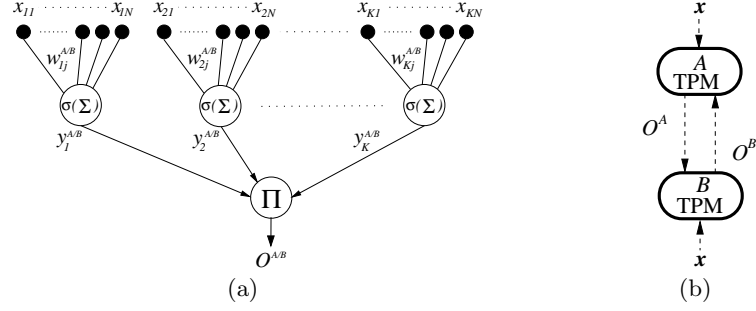 x₁₁ ········ x₁N x₂₁ ········ x₂N xK₁ ········ xKN
w₁ⱼ^A/B w₂ⱼ^A/B wKⱼ^A/B
σ(Σ) σ(Σ) σ(Σ)
y₁^A/B y₂^A/B yK^A/B
Π
O^A/B
(a)
x
A
TPM
O^A O^B
B
TPM
x
(b)